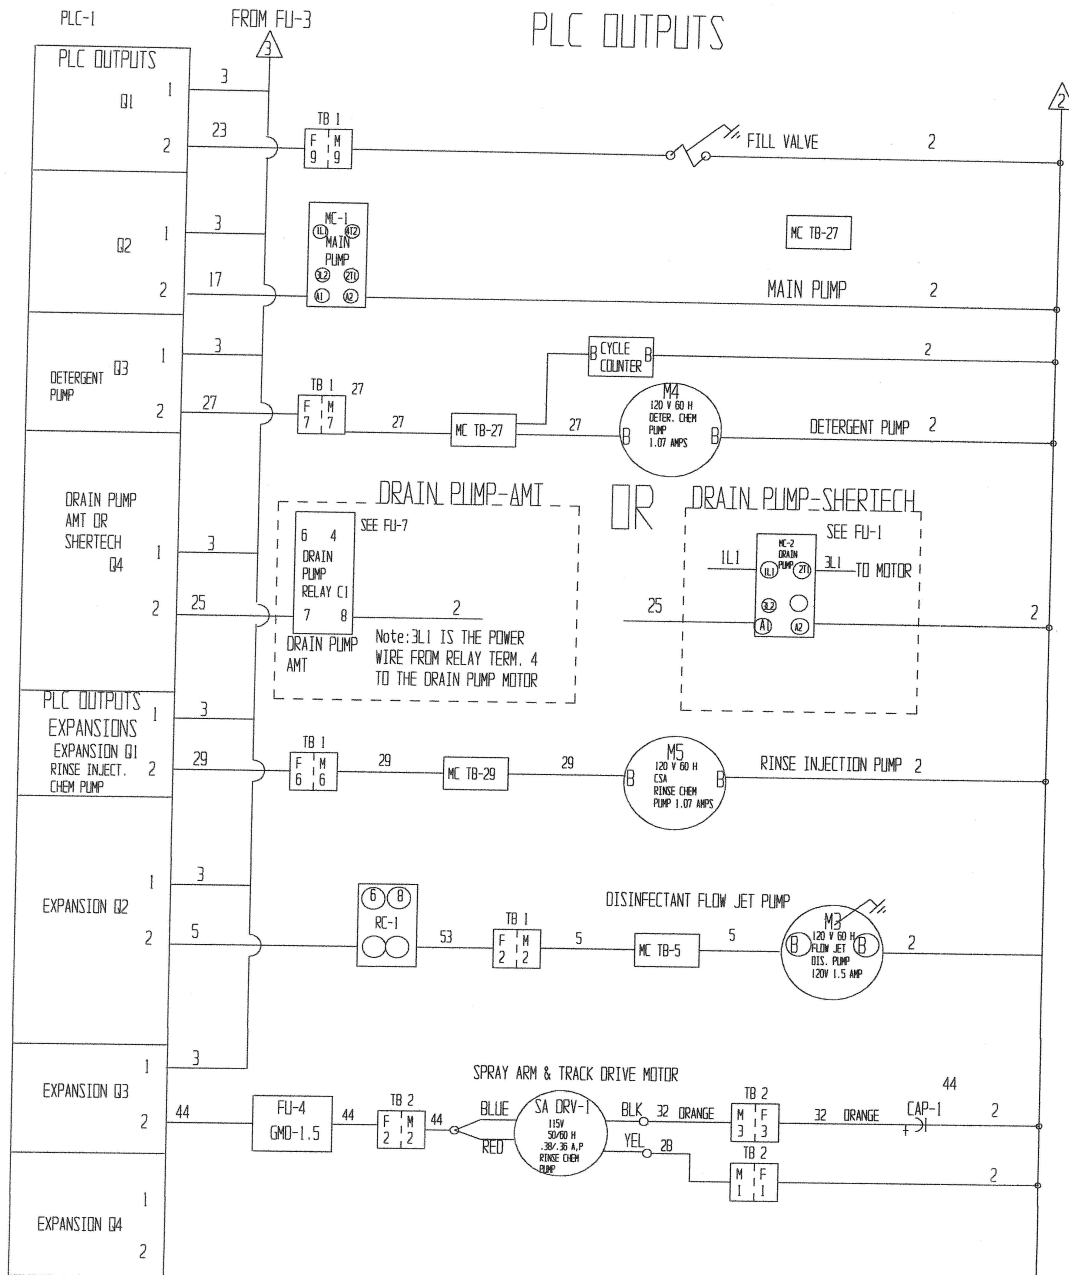 PLC-1
FROM FU-3
PLC OUTPUTS
3
2
PLC OUTPUTS
Q1
1
3
2
23
TB 1
F M
9 9
FILL VALVE
2
Q2
1
3
2
17
MC-1
1L1 4T2
MAIN
PUMP
3L2 2T1
A1 A2
MC TB-27
MAIN PUMP
2
Q3
DETERGENT
PUMP
1
3
2
27
TB 1
27
F M
7 7
27
MC TB-27
B CYCLE B
COUNTER
2
27
M4
120 V 60 H
DETER. CHEM
PUMP
1.07 AMPS
B B
DETERGENT PUMP 2
DRAIN PUMP
AMT OR
SHERTECH
Q4
1
3
2
25
DRAIN PUMP-AMT
SEE FU-7
6 4
DRAIN
PUMP
RELAY C1
7 8
2
DRAIN PUMP
AMT
Note:3L1 IS THE POWER
WIRE FROM RELAY TERM. 4
TO THE DRAIN PUMP MOTOR
OR
DRAIN PUMP-SHERTECH
SEE FU-1
1L1
MC-2
DRAIN
PUMP
1L1 2T1
3L1 TO MOTOR
3L2
25
A1 A2
2
PLC OUTPUTS
EXPANSIONS
EXPANSION Q1
RINSE INJECT.
CHEM PUMP
1
3
2
29
TB 1
F M
6 6
29
MC TB-29
29
M5
120 V 60 H
CSA
RINSE CHEM
PUMP 1.07 AMPS
B B
RINSE INJECTION PUMP 2
EXPANSION Q2
1
3
2
5
6 8
RC-1
53
TB 1
F M
2 2
5
MC TB-5
5
DISINFECTANT FLOW JET PUMP
M3
120 V 60 H
FLOW JET
DIS. PUMP
120V 1.5 AMP
B B
2
EXPANSION Q3
1
3
2
44
FU-4
GMD-1.5
44
TB 2
F M
2 2
44
SPRAY ARM & TRACK DRIVE MOTOR
BLUE
RED
SA DRV-1
115V
50/60 H
.38/.36 A,P
RINSE CHEM
PUMP
BLK 32 ORANGE
YEL 28
TB 2
M F
3 3
32 ORANGE
44
CAP-1
+
2
TB 2
M F
1 1
2
EXPANSION Q4
1
2